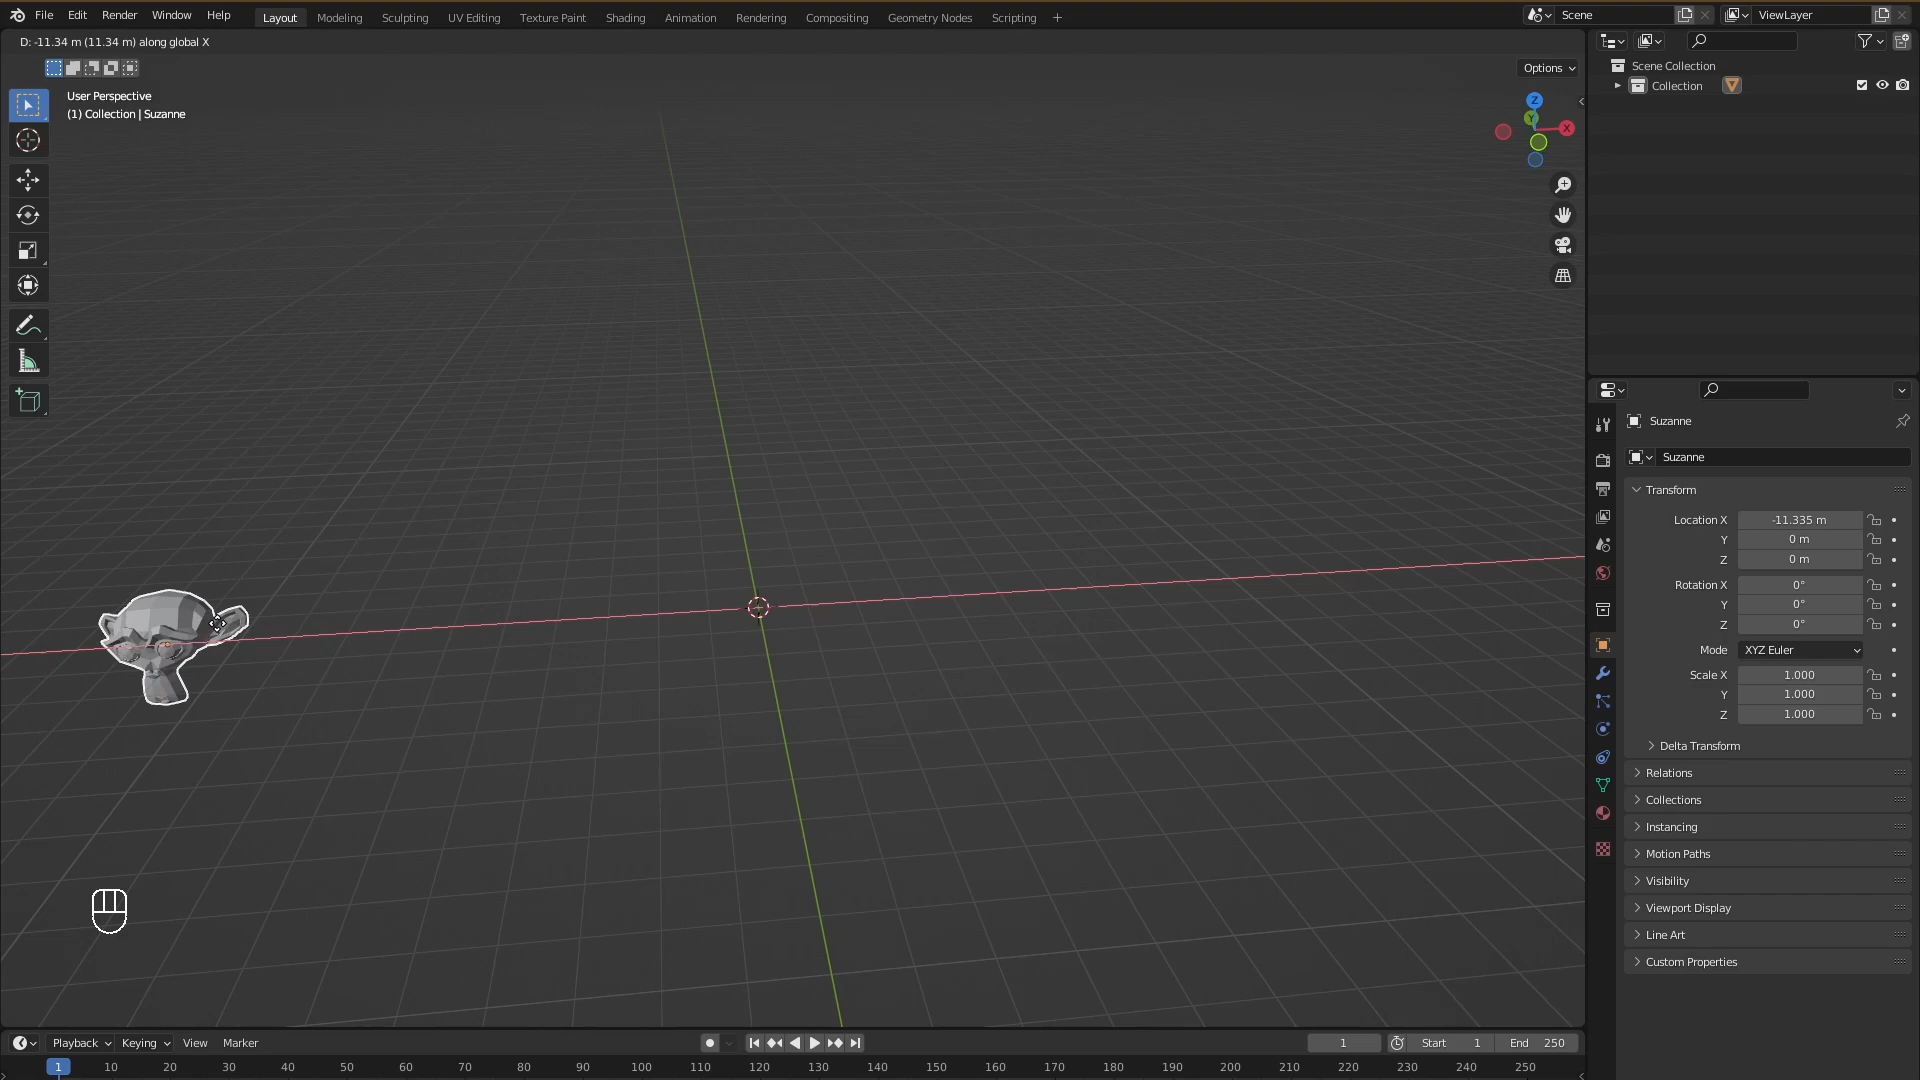 File Edit Render Window Help Layout Modeling Sculpting UV Editing Texture Paint Shading Animation Rendering Compositing Geometry Nodes Scripting + Scene ViewLayer
D: -11.34 m (11.34 m) along global X
Options
User Perspective
(1) Collection | Suzanne
Z
Y
X
Scene Collection
Collection
Suzanne
Suzanne
Transform
Location X -11.335 m
Y 0 m
Z 0 m
Rotation X 0°
Y 0°
Z 0°
Mode XYZ Euler
Scale X 1.000
Y 1.000
Z 1.000
Delta Transform
Relations
Collections
Instancing
Motion Paths
Visibility
Viewport Display
Line Art
Custom Properties
Playback Keying View Marker 1 Start 1 End 250
1 10 20 30 40 50 60 70 80 90 100 110 120 130 140 150 160 170 180 190 200 210 220 230 240 250